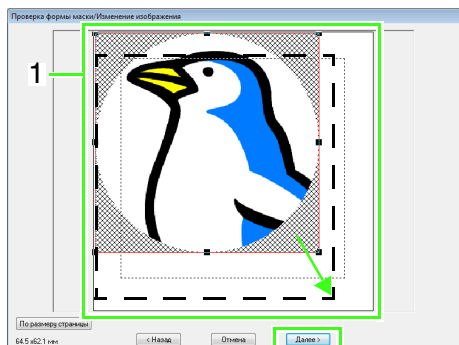 Проверка формы маски/Изменение изображения
1
По размеру страницы
64.5 x62.1 мм
< Назад
Отмена
Далее >